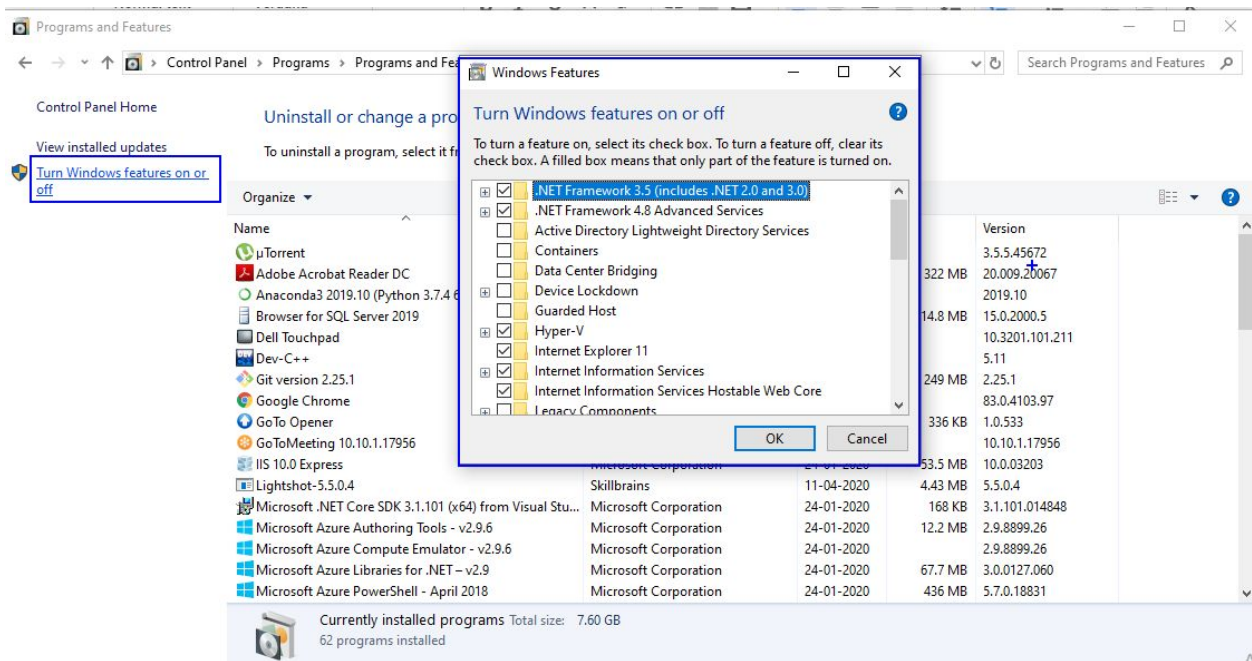 Programs and Features
Control Panel > Programs > Programs and Fea
Search Programs and Features
Control Panel Home
View installed updates
Turn Windows features on or
off
Uninstall or change a pro
To uninstall a program, select it fr
Organize
Windows Features
Turn Windows features on or off
To turn a feature on, select its check box. To turn a feature off, clear its
check box. A filled box means that only part of the feature is turned on.
.NET Framework 3.5 (includes .NET 2.0 and 3.0)
.NET Framework 4.8 Advanced Services
Active Directory Lightweight Directory Services
Containers
Data Center Bridging
Device Lockdown
Guarded Host
Hyper-V
Internet Explorer 11
Internet Information Services
Internet Information Services Hostable Web Core
Legacy Components
OK Cancel
Name Version
µTorrent 3.5.5.45672
Adobe Acrobat Reader DC 322 MB 20.009.20067
Anaconda3 2019.10 (Python 3.7.4 6 2019.10
Browser for SQL Server 2019 14.8 MB 15.0.2000.5
Dell Touchpad 10.3201.101.211
Dev-C++ 5.11
Git version 2.25.1 249 MB 2.25.1
Google Chrome 83.0.4103.97
GoTo Opener 336 KB 1.0.533
GoToMeeting 10.10.1.17956 10.10.1.17956
IIS 10.0 Express Microsoft Corporation 24-01-2020 53.5 MB 10.0.03203
Lightshot-5.5.0.4 Skillbrains 11-04-2020 4.43 MB 5.5.0.4
Microsoft .NET Core SDK 3.1.101 (x64) from Visual Stu... Microsoft Corporation 24-01-2020 168 KB 3.1.101.014848
Microsoft Azure Authoring Tools - v2.9.6 Microsoft Corporation 24-01-2020 12.2 MB 2.9.8899.26
Microsoft Azure Compute Emulator - v2.9.6 Microsoft Corporation 24-01-2020 2.9.8899.26
Microsoft Azure Libraries for .NET – v2.9 Microsoft Corporation 24-01-2020 67.7 MB 3.0.0127.060
Microsoft Azure PowerShell - April 2018 Microsoft Corporation 24-01-2020 436 MB 5.7.0.18831
Currently installed programs Total size: 7.60 GB
62 programs installed